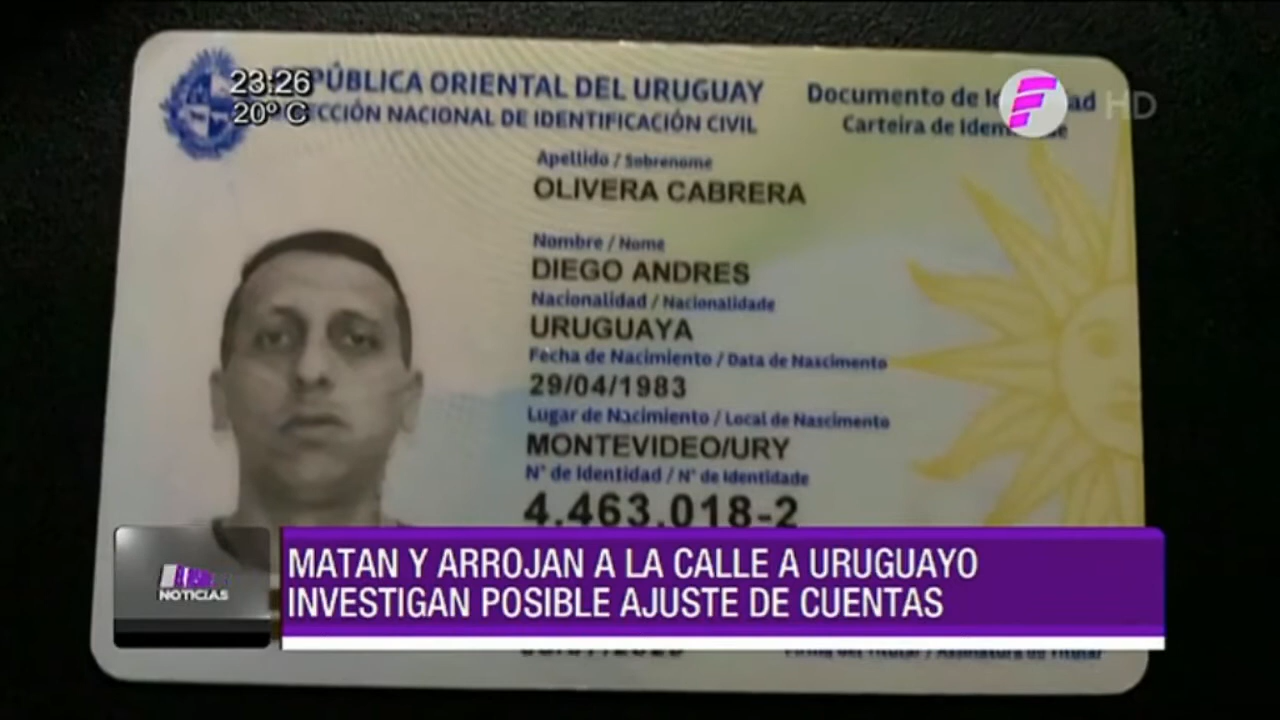 23:26
20º C
PÚBLICA ORIENTAL DEL URUGUAY
ECCIÓN NACIONAL DE IDENTIFICACIÓN CIVIL
Documento de
Carteira de
HD
Apellido / Sobrenome
OLIVERA CABRERA
Nombre / Nome
DIEGO ANDRES
Nacionalidad / Nacionalidade
URUGUAYA
Fecha de Nacimiento / Data de Nascimento
29/04/1983
Lugar de Nacimiento / Local de Nascimento
MONTEVIDEO/URY
N° de Identidad / N° de Identidade
4.463.018-2
NOTICIAS
MATAN Y ARROJAN A LA CALLE A URUGUAYO
INVESTIGAN POSIBLE AJUSTE DE CUENTAS